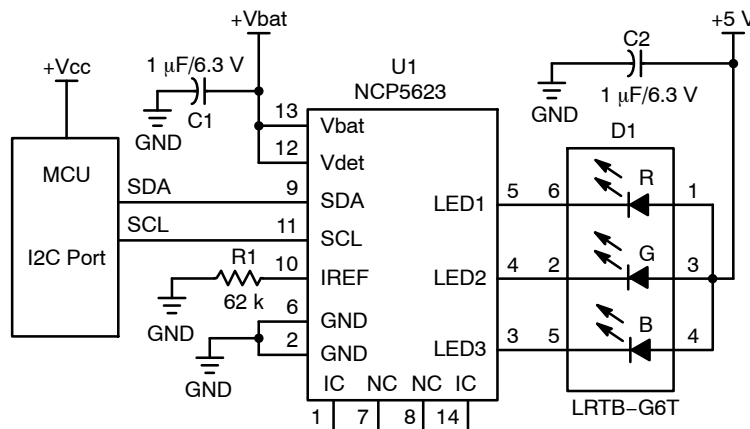 +Vbat
+5 V
C2
1 µF/6.3 V
U1
NCP5623
+Vcc
C1
GND
GND
1 µF/6.3 V
D1
13
Vbat
12
Vdet
MCU
SDA
9
SDA
LED1
5
6
R
1
SCL
11
SCL
I2C Port
R1
10
IREF
LED2
4
2
G
3
62 k
GND
6
GND
2
GND
LED3
3
5
B
4
GND
IC
NC
NC
IC
1
7
8
14
LRTB–G6T